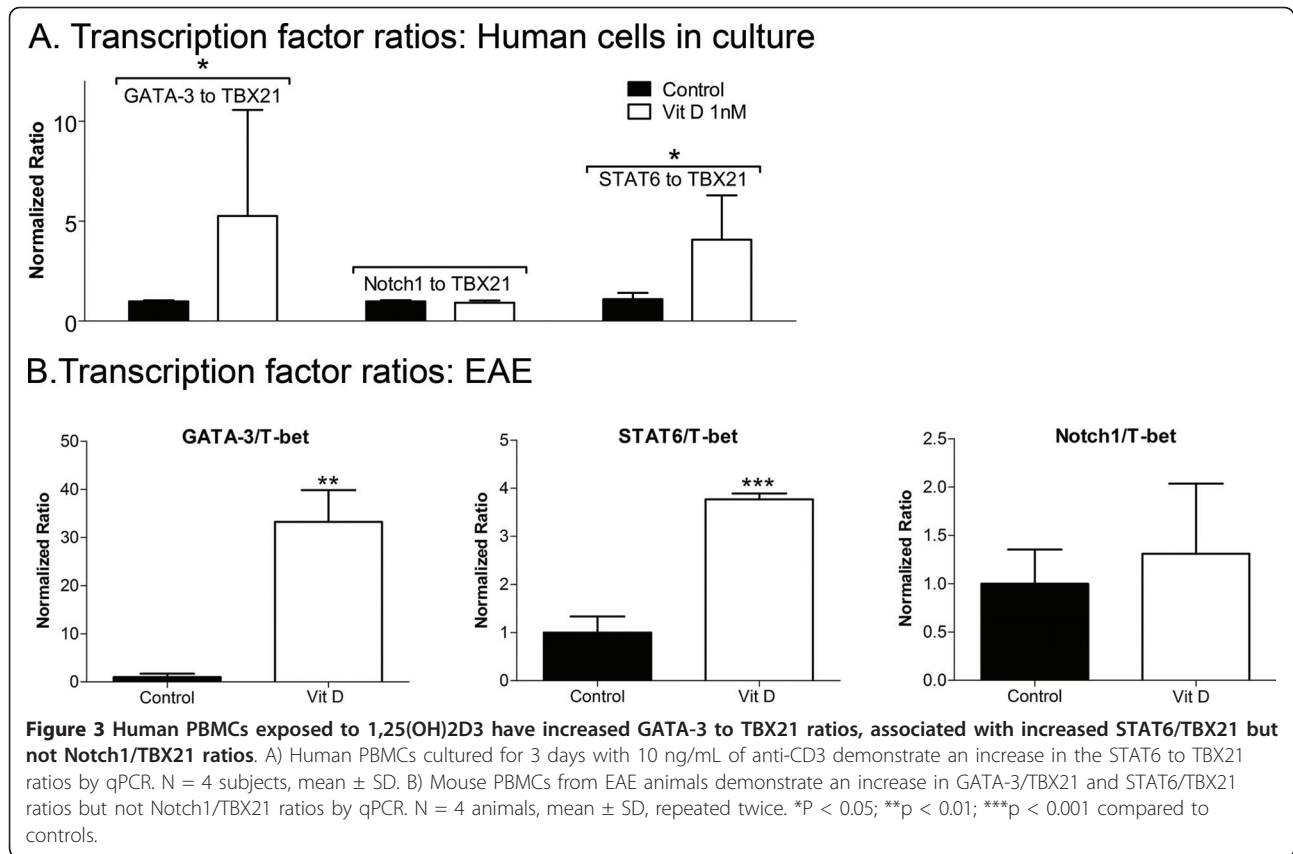 A. Transcription factor ratios: Human cells in culture
*
GATA-3 to TBX21
Control
Vit D 1nM
*
STAT6 to TBX21
Notch1 to TBX21
Normalized Ratio
10
5
0
B.Transcription factor ratios: EAE
GATA-3/T-bet
Normalized Ratio
50
40
30
20
10
0
**
Control
Vit D
STAT6/T-bet
Normalized Ratio
5
4
3
2
1
0
***
Control
Vit D
Notch1/T-bet
Normalized Ratio
2.5
2.0
1.5
1.0
0.5
0.0
Control
Vit D
Figure 3 Human PBMCs exposed to 1,25(OH)2D3 have increased GATA-3 to TBX21 ratios, associated with increased STAT6/TBX21 but
not Notch1/TBX21 ratios. A) Human PBMCs cultured for 3 days with 10 ng/mL of anti-CD3 demonstrate an increase in the STAT6 to TBX21
ratios by qPCR. N = 4 subjects, mean ± SD. B) Mouse PBMCs from EAE animals demonstrate an increase in GATA-3/TBX21 and STAT6/TBX21
ratios but not Notch1/TBX21 ratios by qPCR. N = 4 animals, mean ± SD, repeated twice. *P < 0.05; **p < 0.01; ***p < 0.001 compared to
controls.